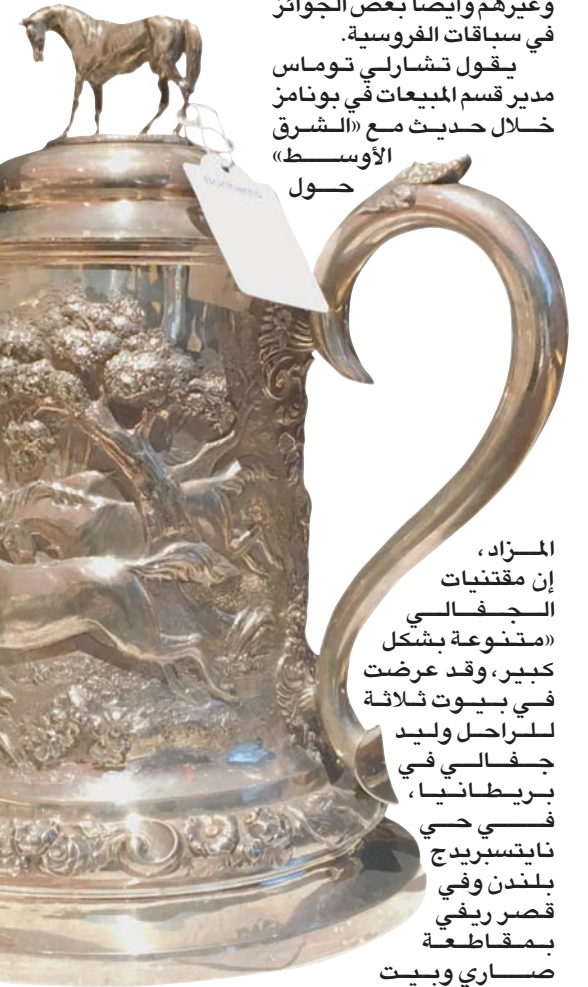 وغيرهم وأيضا بعض الجوائز
في سباقات الفروسية.
يقول تشارلي توماس
مدير قسم المبيعات في بونامز
خلال حديث مع «الشرق
الأوسط»
حول
bonhams
المزاد،
إن مقتنيات
الجفالي
«متنوعة بشكل
كبير، وقد عرضت
في بيوت ثلاثة
للراحل وليد
جفالي في
بريطانيا،
في حي
نايتسبريدج
بلندن وفي
قصر ريفي
بمقاطعة
صاري وبيت